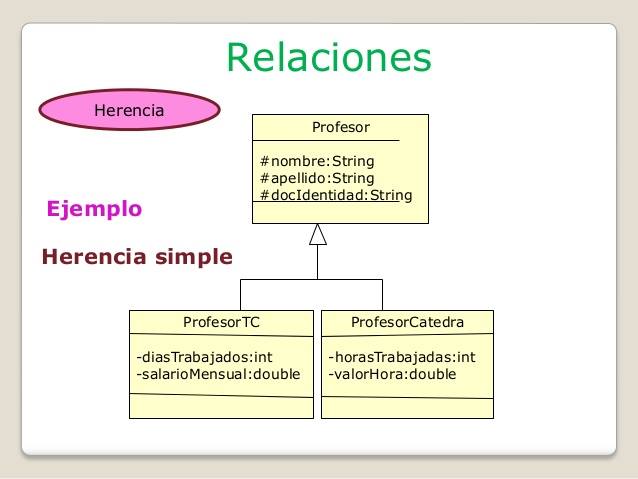 Relaciones
Herencia
Profesor
#nombre:String
#apellido:String
#docIdentidad:String
Ejemplo
Herencia simple
ProfesorTC
-diasTrabajados:int
-salarioMensual:double
ProfesorCatedra
-horasTrabajadas:int
-valorHora:double